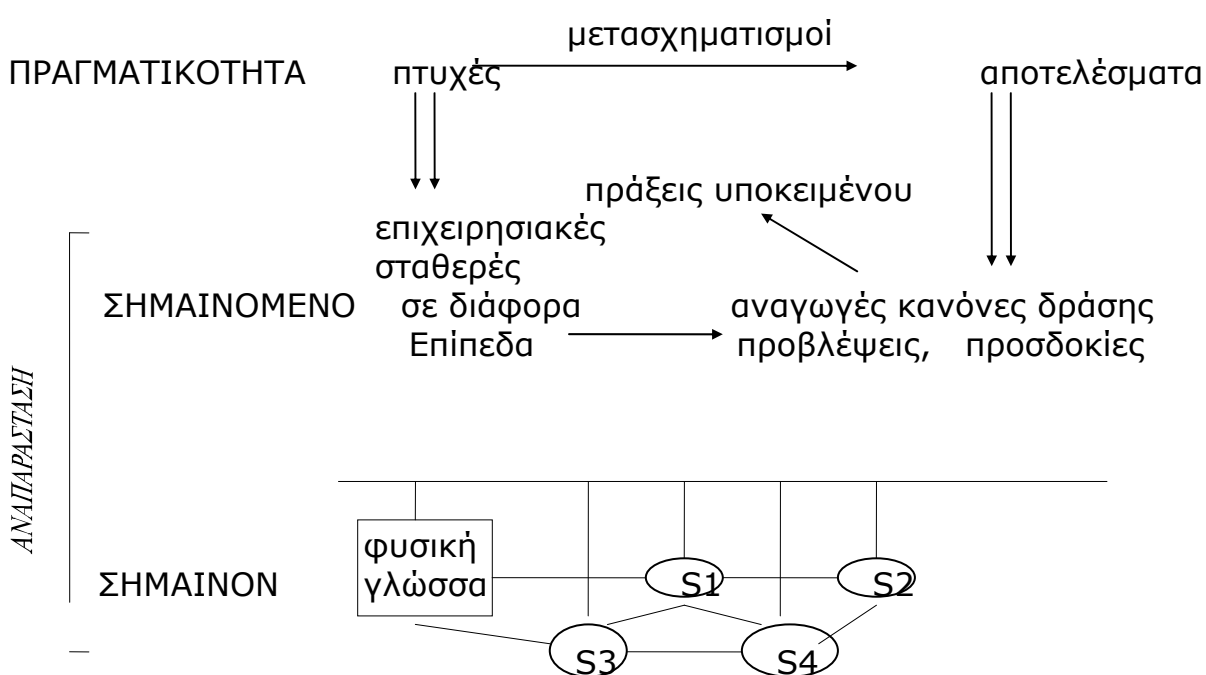 μετασχηματισμοί
ΠΡΑΓΜΑΤΙΚΟΤΗΤΑ πτυχές αποτελέσματα
πράξεις υποκειμένου
επιχειρησιακές
σταθερές
ΣΗΜΑΙΝΟΜΕΝΟ σε διάφορα αναγωγές κανόνες δράσης
Επίπεδα προβλέψεις, προσδοκίες
ΑΝΑΠΑΡΑΣΤΑΣΗ
φυσική
ΣΗΜΑΙΝΟΝ γλώσσα S1 S2
S3 S4